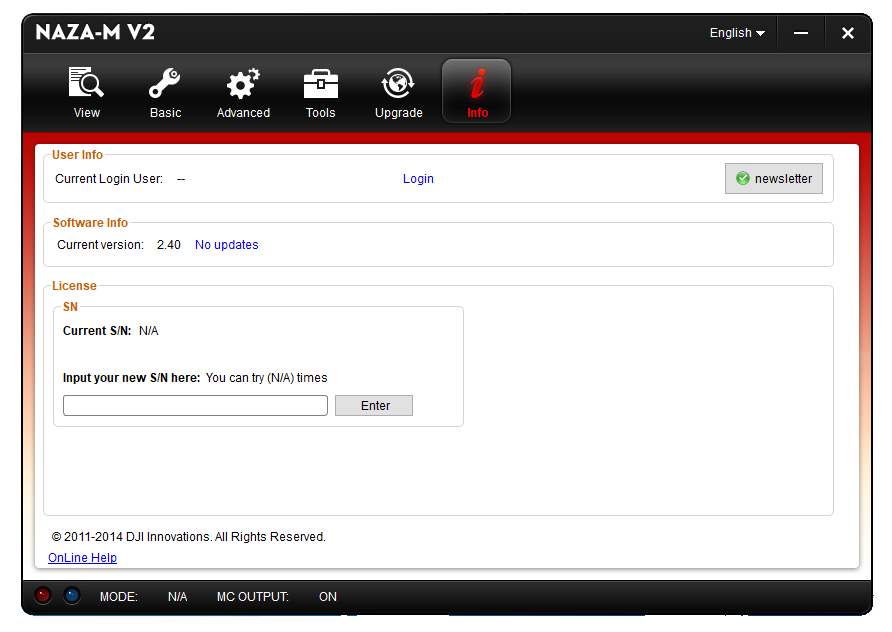 NAZA-M V2
English
View Basic Advanced Tools Upgrade Info
User Info
Current Login User: -- Login newsletter
Software Info
Current version: 2.40 No updates
License
SN
Current S/N: N/A
Input your new S/N here: You can try (N/A) times
Enter
© 2011-2014 DJI Innovations. All Rights Reserved.
OnLine Help
MODE: N/A MC OUTPUT: ON